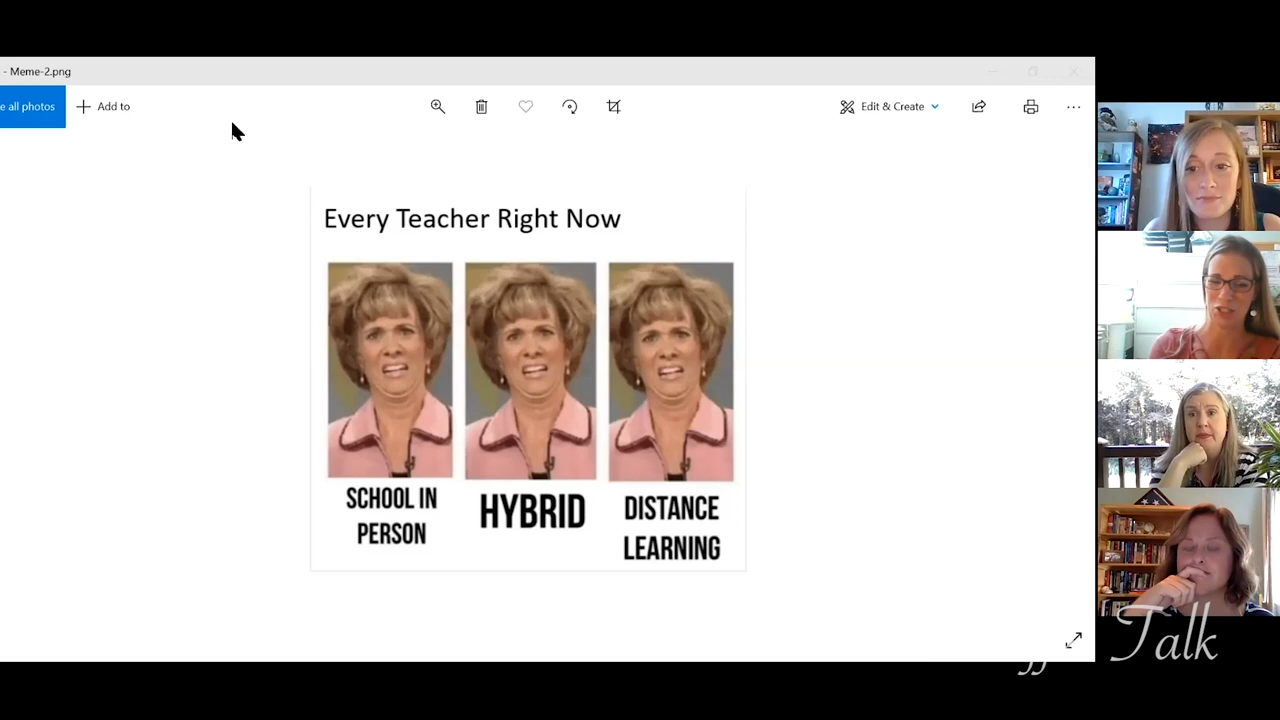 - Meme-2.png
e all photos
Add to
Edit & Create
Every Teacher Right Now
SCHOOL IN
PERSON
HYBRID
DISTANCE
LEARNING
Talk